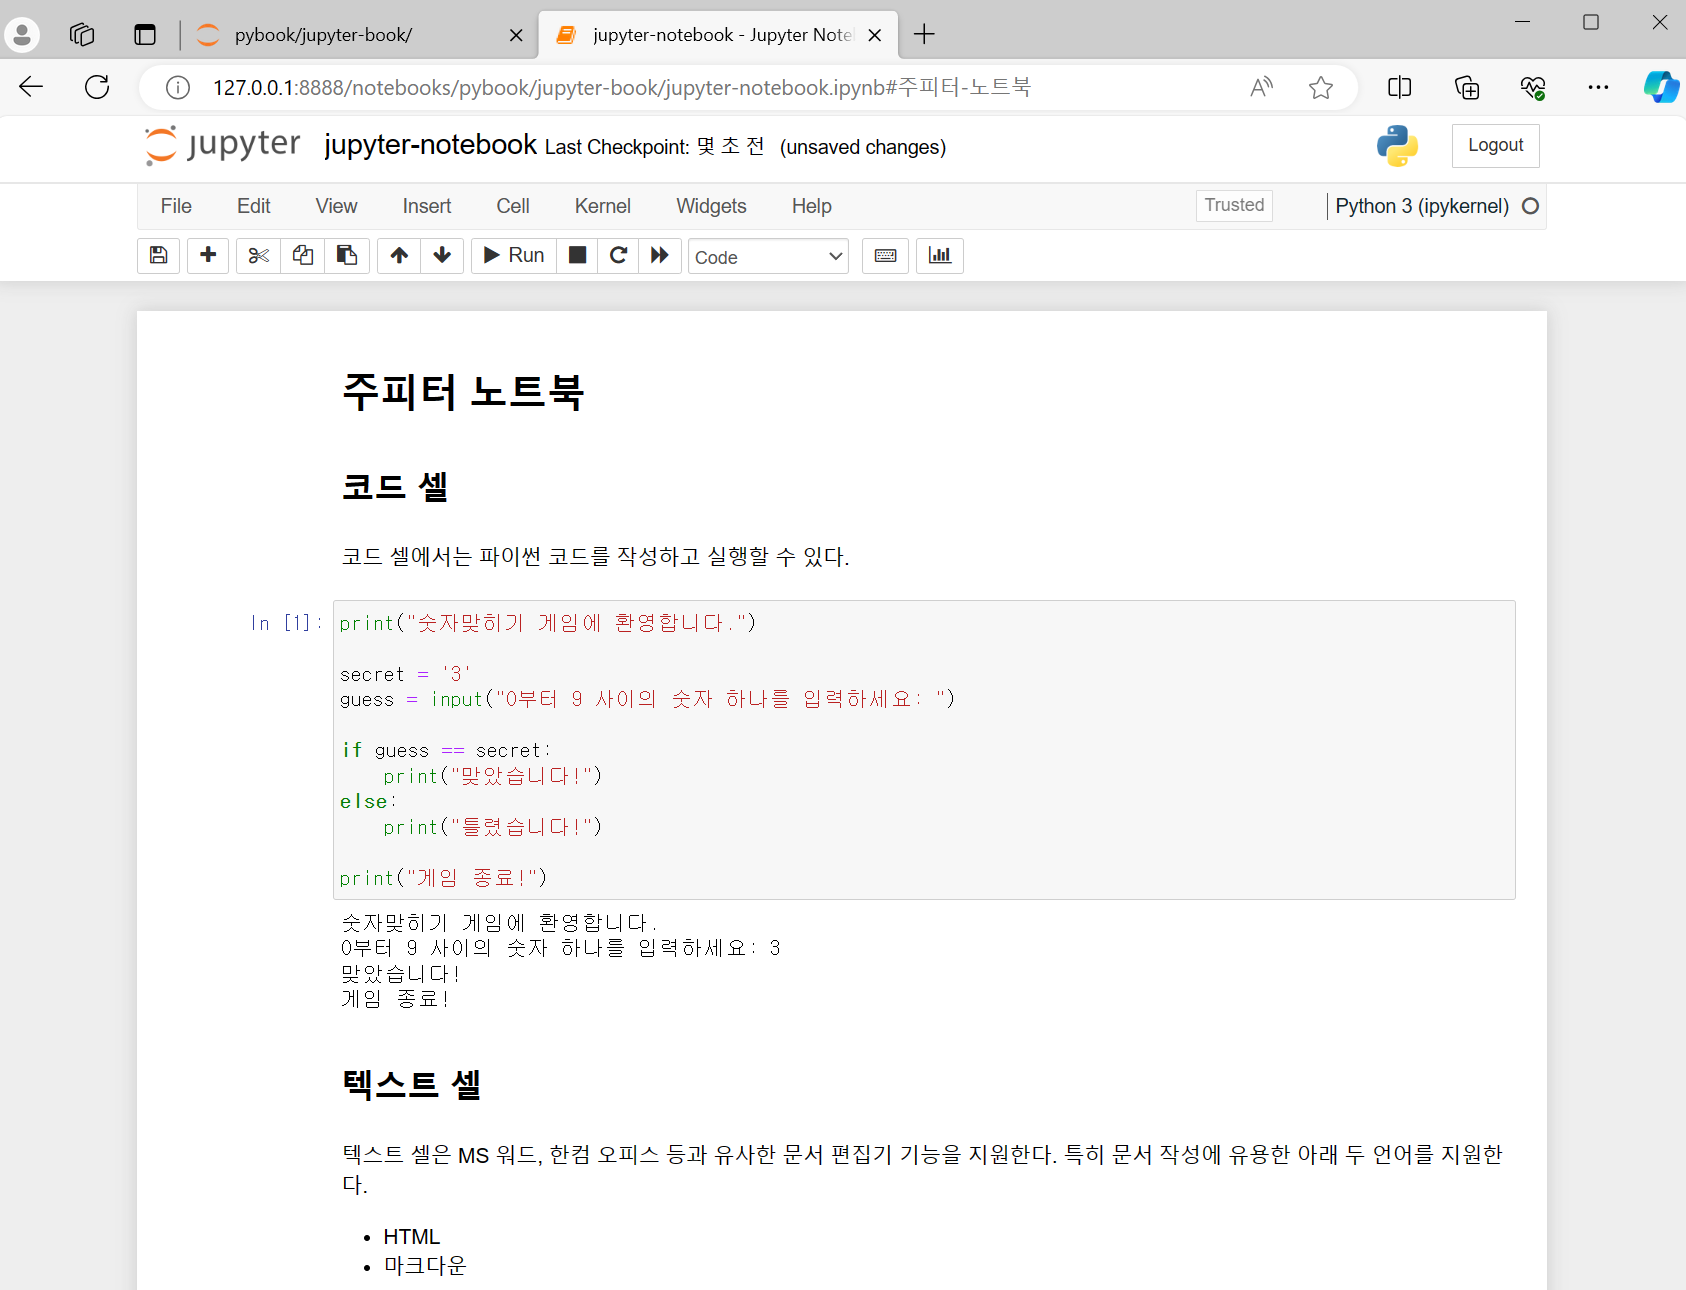 pybook/jupyter-book/
jupyter-notebook - Jupyter Note
127.0.0.1:8888/notebooks/pybook/jupyter-book/jupyter-notebook.ipynb#주피터-노트북
jupyter jupyter-notebook Last Checkpoint: 몇 초 전 (unsaved changes)
Logout
File Edit View Insert Cell Kernel Widgets Help
Trusted
Python 3 (ipykernel)
Run
Code
주피터 노트북
코드 셀
코드 셀에서는 파이썬 코드를 작성하고 실행할 수 있다.
In [1]: print("숫자맞히기 게임에 환영합니다.")
secret = '3'
guess = input("0부터 9 사이의 숫자 하나를 입력하세요: ")
if guess == secret:
    print("맞았습니다!")
else:
    print("틀렸습니다!")
print("게임 종료!")
숫자맞히기 게임에 환영합니다.
0부터 9 사이의 숫자 하나를 입력하세요: 3
맞았습니다!
게임 종료!
텍스트 셀
텍스트 셀은 MS 워드, 한컴 오피스 등과 유사한 문서 편집기 기능을 지원한다. 특히 문서 작성에 유용한 아래 두 언어를 지원한
다.
• HTML
• 마크다운